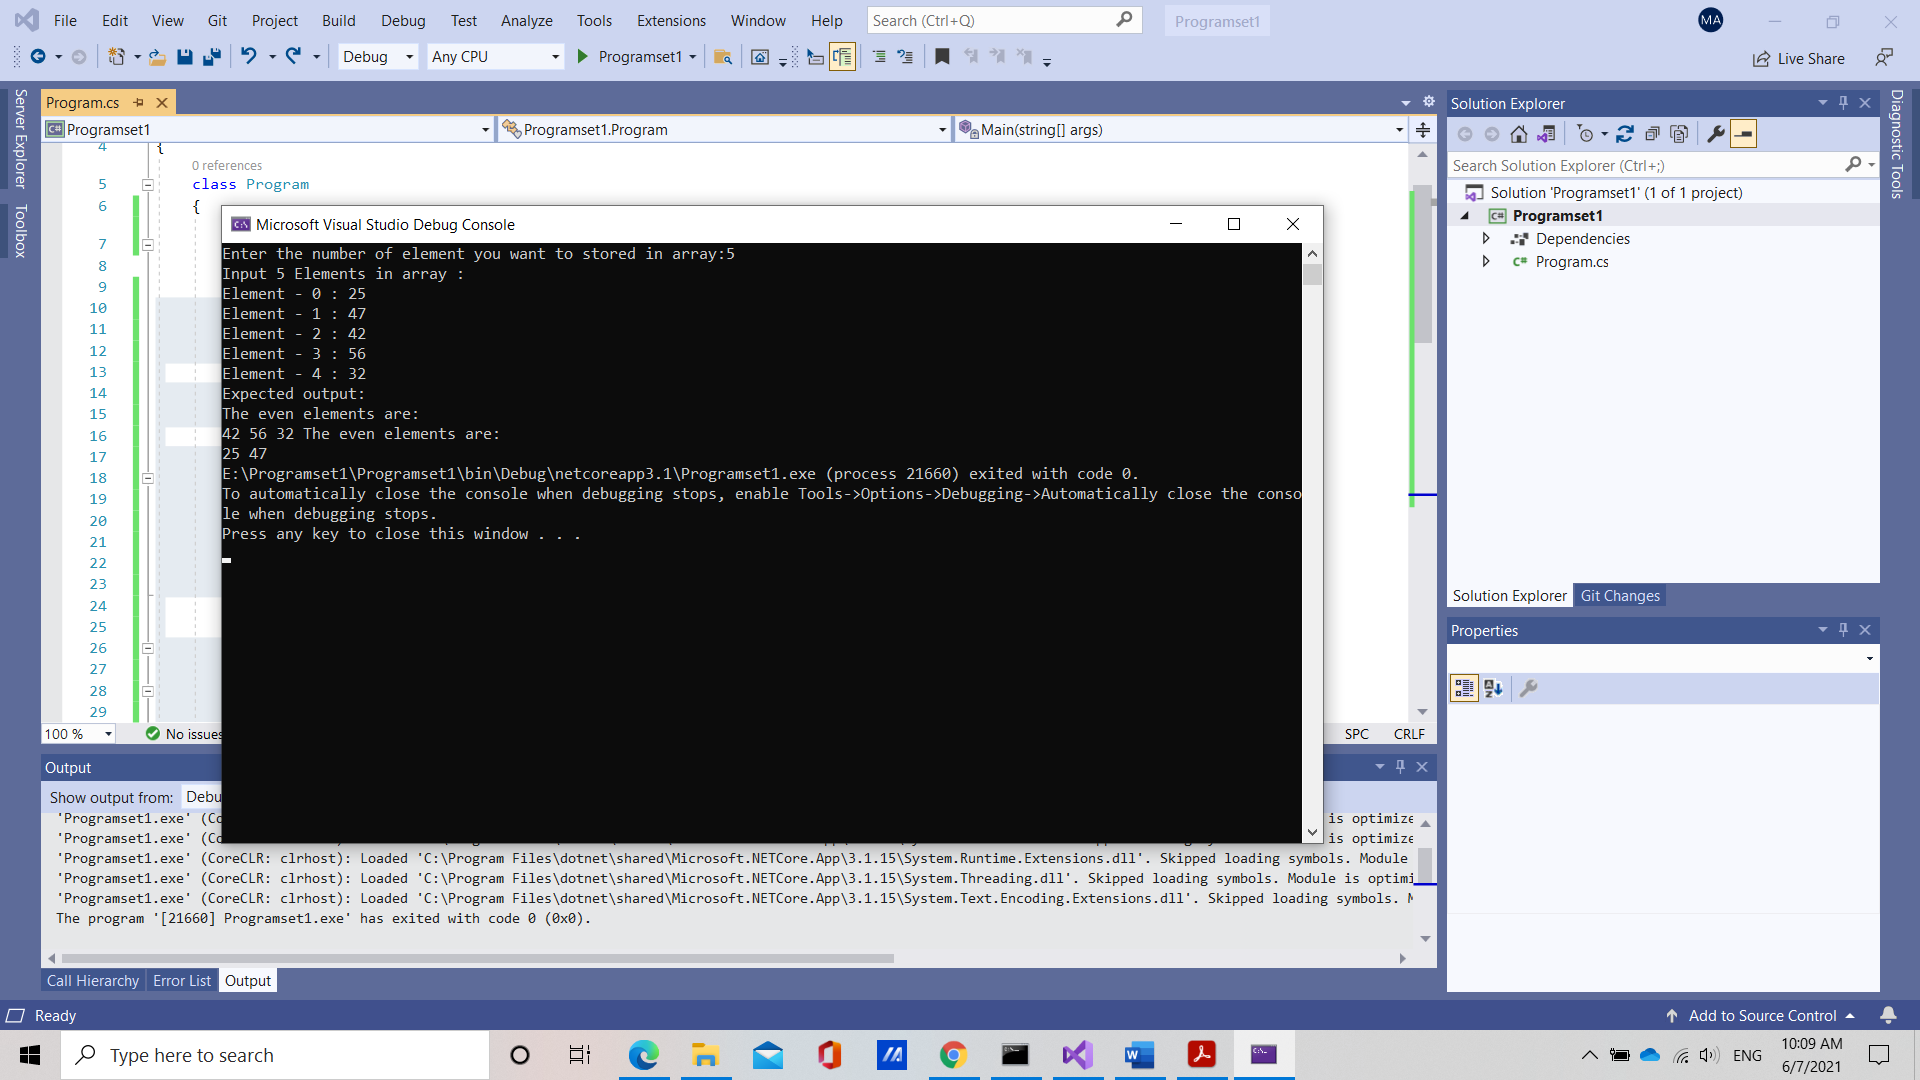 File Edit View Git Project Build Debug Test Analyze Tools Extensions Window Help Search (Ctrl+Q) Programset1 MA
Debug Any CPU Programset1 Live Share
Server Explorer
Toolbox
Program.cs
Programset1 Programset1.Program Main(string[] args)
4 {
0 references
5 class Program
6 {
7
8
9
10
11
12
13
14
15
16
17
18
19
20
21
22
23
24
25
26
27
28
29
Microsoft Visual Studio Debug Console
Enter the number of element you want to stored in array:5
Input 5 Elements in array :
Element - 0 : 25
Element - 1 : 47
Element - 2 : 42
Element - 3 : 56
Element - 4 : 32
Expected output:
The even elements are:
42 56 32 The even elements are:
25 47
E:\Programset1\Programset1\bin\Debug\netcoreapp3.1\Programset1.exe (process 21660) exited with code 0.
To automatically close the console when debugging stops, enable Tools->Options->Debugging->Automatically close the conso
le when debugging stops.
Press any key to close this window . . .
100 % No issues SPC CRLF
Output
Show output from: Debu
'Programset1.exe' (Co is optimize
'Programset1.exe' (Co is optimize
'Programset1.exe' (CoreCLR: clrhost): Loaded 'C:\Program Files\dotnet\shared\Microsoft.NETCore.App\3.1.15\System.Runtime.Extensions.dll'. Skipped loading symbols. Module
'Programset1.exe' (CoreCLR: clrhost): Loaded 'C:\Program Files\dotnet\shared\Microsoft.NETCore.App\3.1.15\System.Threading.dll'. Skipped loading symbols. Module is optimi
'Programset1.exe' (CoreCLR: clrhost): Loaded 'C:\Program Files\dotnet\shared\Microsoft.NETCore.App\3.1.15\System.Text.Encoding.Extensions.dll'. Skipped loading symbols.
The program '[21660] Programset1.exe' has exited with code 0 (0x0).
Call Hierarchy Error List Output
Solution Explorer
Search Solution Explorer (Ctrl+;)
Solution 'Programset1' (1 of 1 project)
C# Programset1
Dependencies
C# Program.cs
Solution Explorer Git Changes
Properties
Diagnostic Tools
Ready Add to Source Control
Type here to search ENG 10:09 AM
6/7/2021